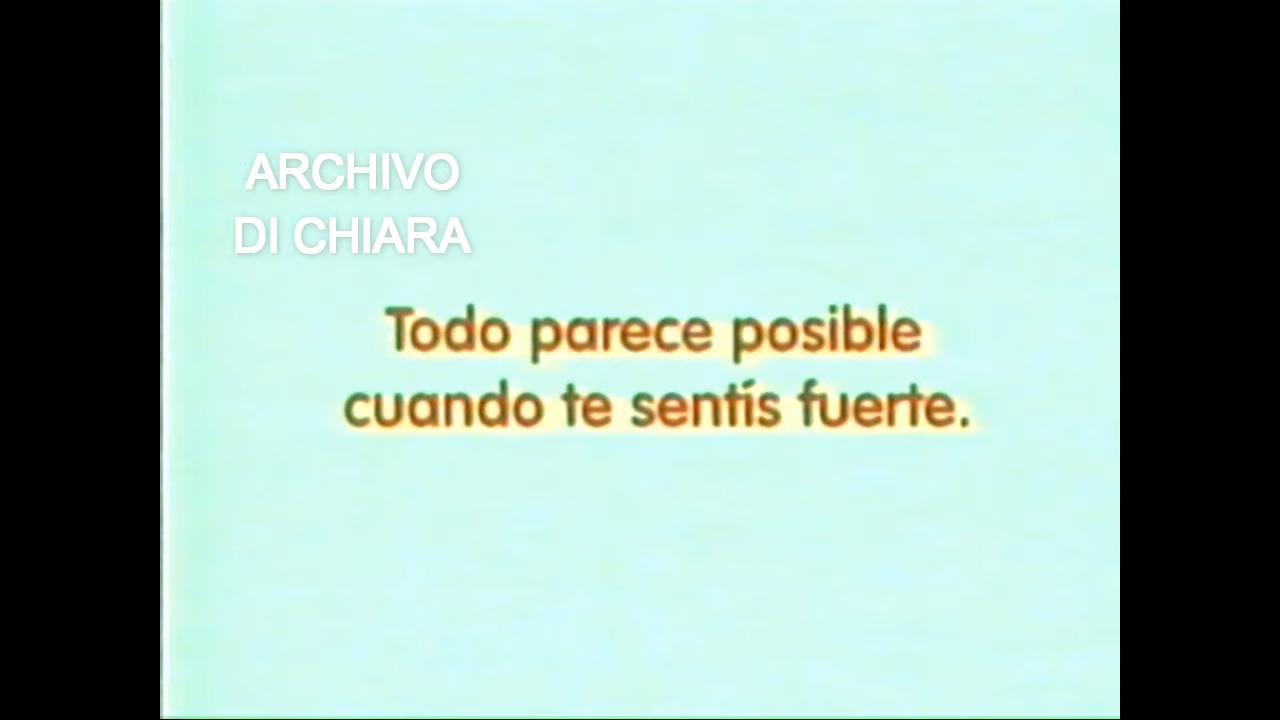 ARCHIVO
DI CHIARA
Todo parece posible
cuando te sentís fuerte.